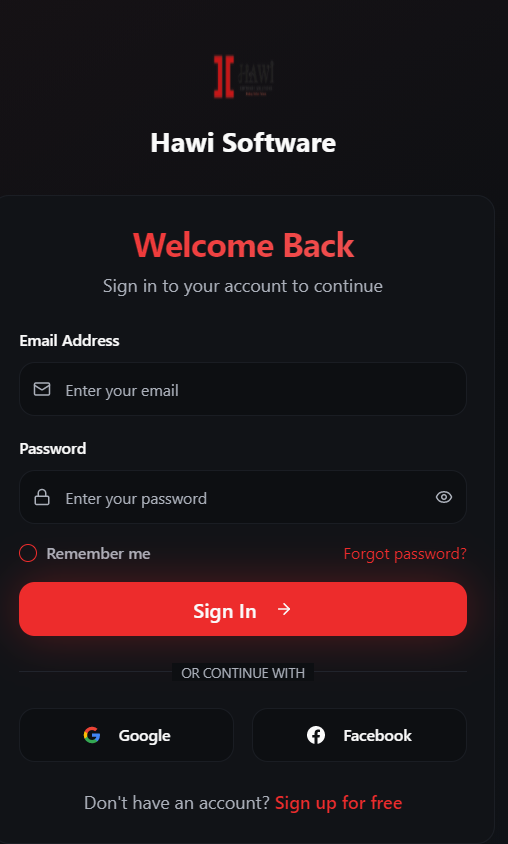 HAWI
Hawi Software
Welcome Back
Sign in to your account to continue
Email Address
Enter your email
Password
Enter your password
Remember me
Forgot password?
Sign In
OR CONTINUE WITH
Google
Facebook
Don't have an account? Sign up for free